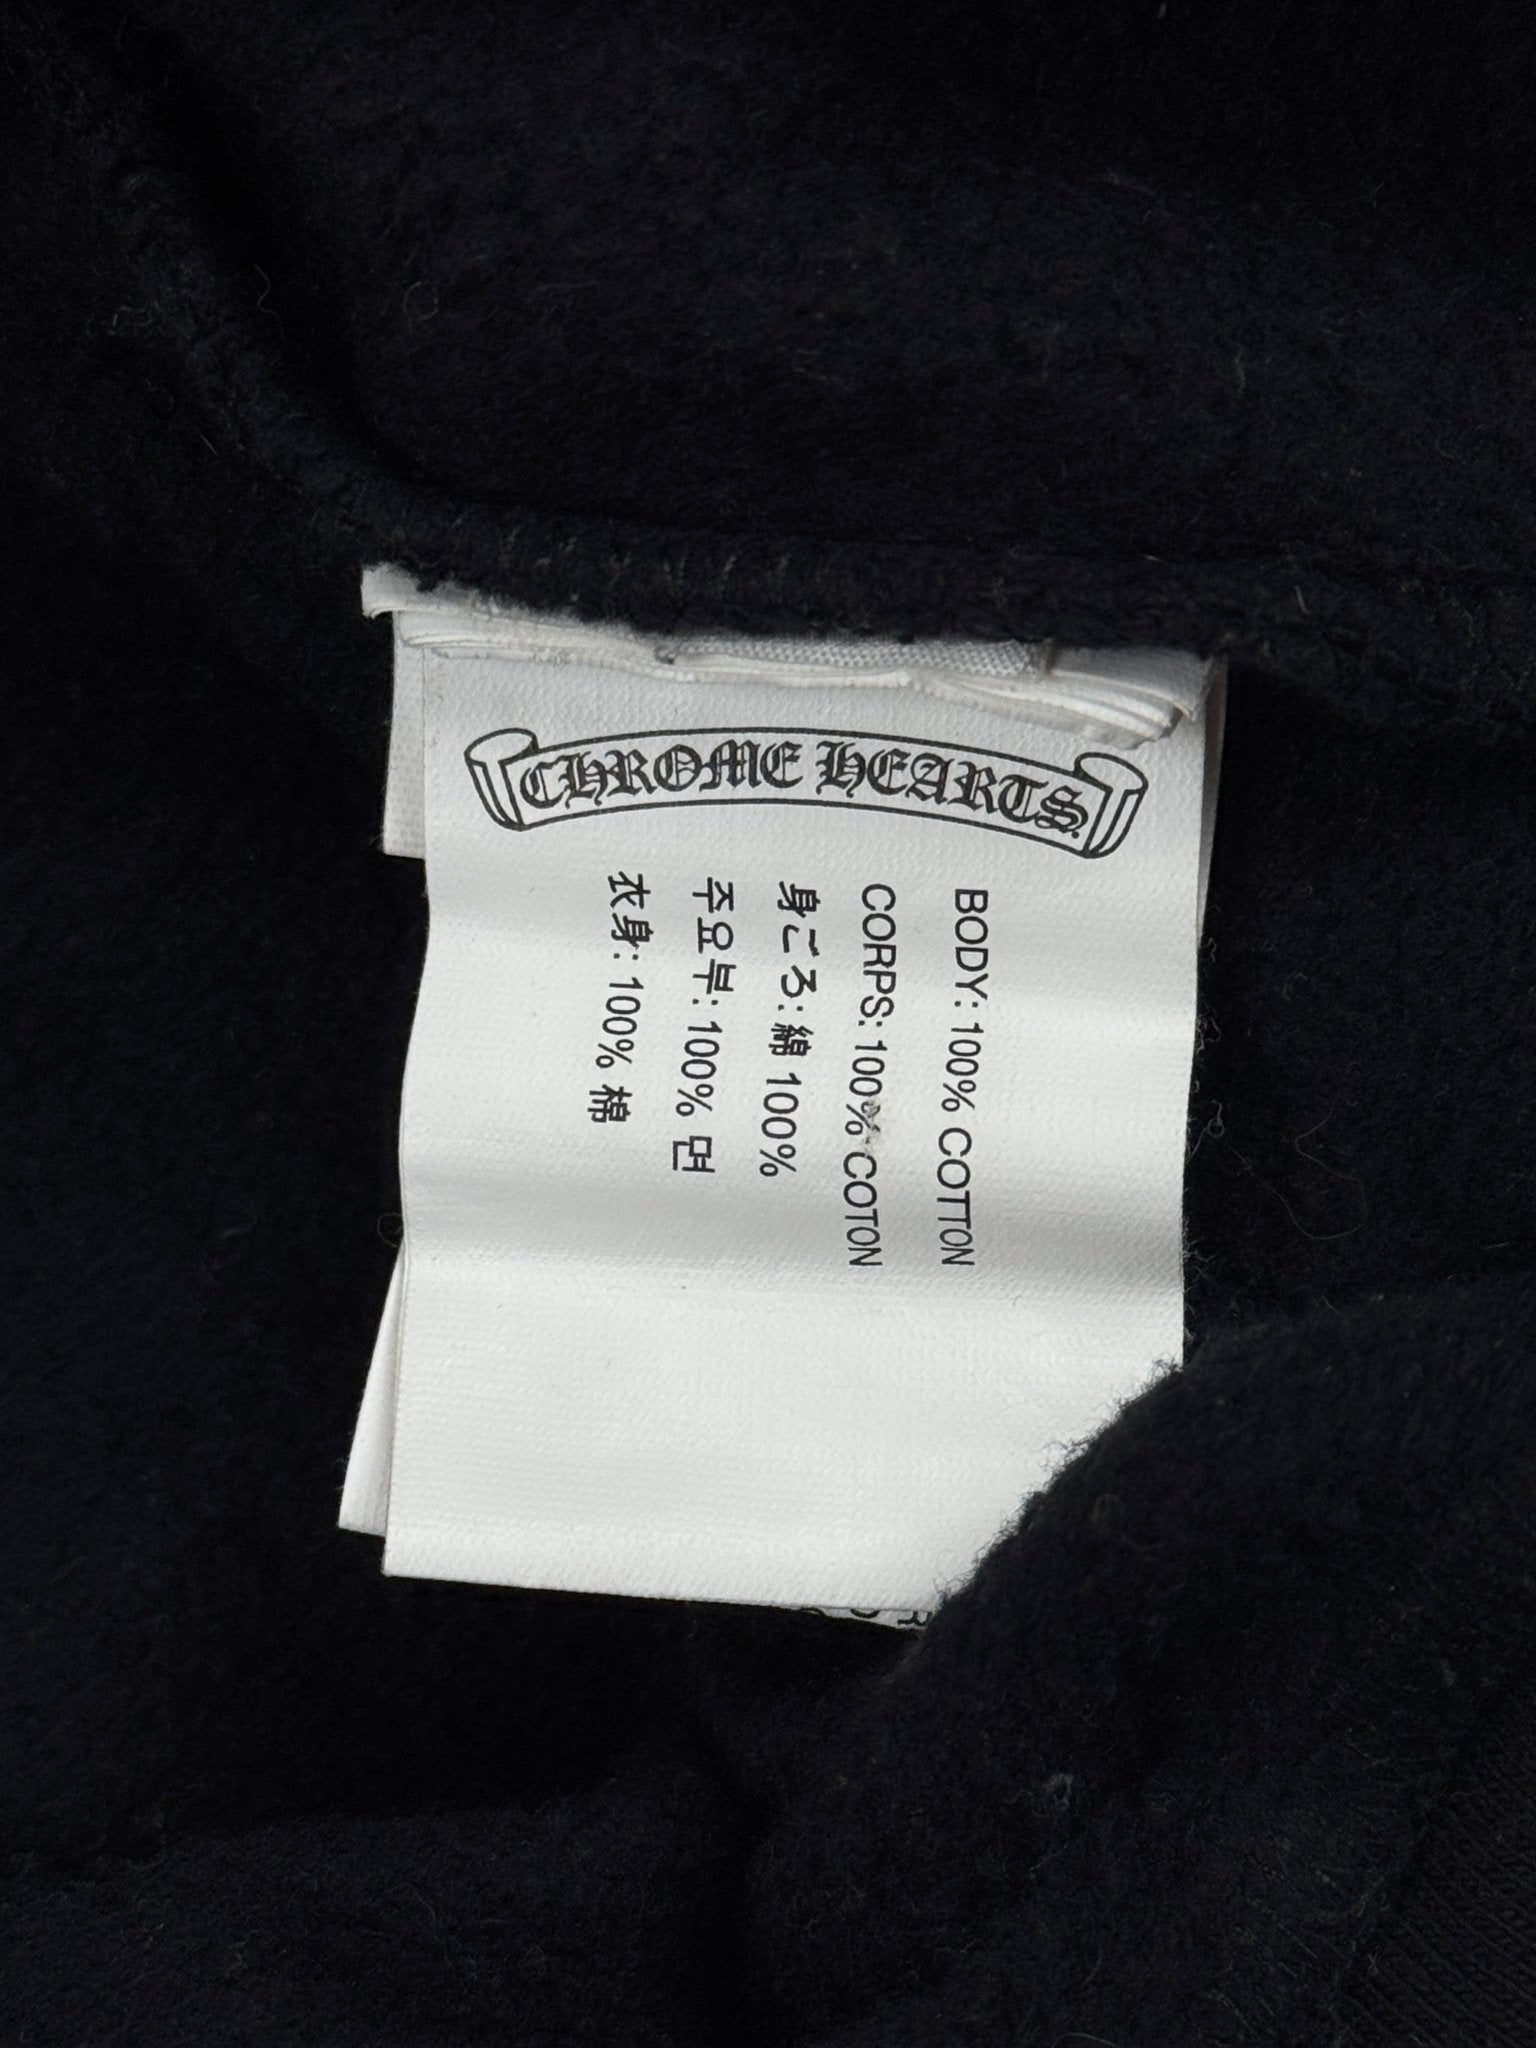 CHROME HEARTS
BODY: 100% COTTON
CORPS: 100% COTON
身ごろ: 綿 100%
주요부: 100% 면
衣身: 100% 棉